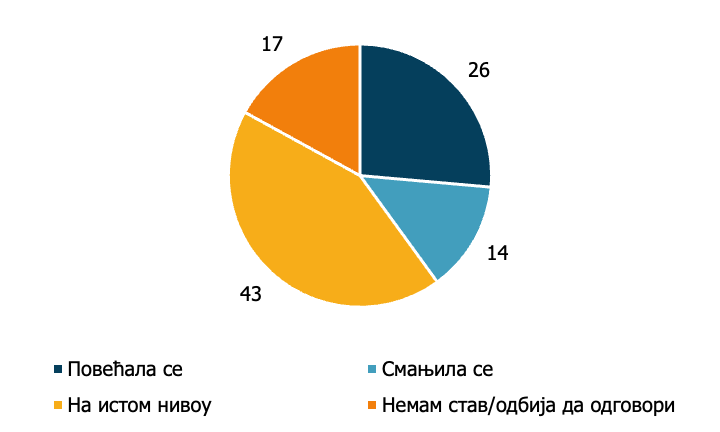 17
26
14
43
Повећала се
Смањила се
На истом нивоу
Немам став/одбија да одговори